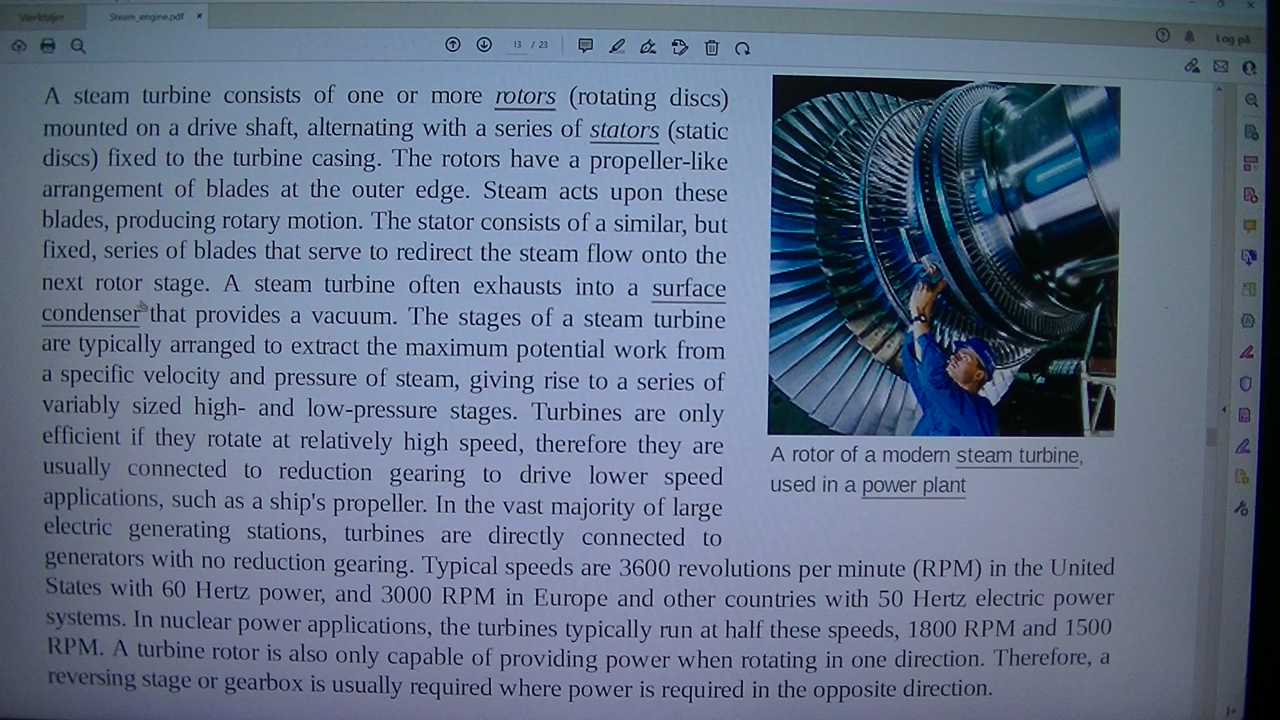 Værktøjer
Steam_engine.pdf ×
Log på
13 / 23
A steam turbine consists of one or more rotors (rotating discs)
mounted on a drive shaft, alternating with a series of stators (static
discs) fixed to the turbine casing. The rotors have a propeller-like
arrangement of blades at the outer edge. Steam acts upon these
blades, producing rotary motion. The stator consists of a similar, but
fixed, series of blades that serve to redirect the steam flow onto the
next rotor stage. A steam turbine often exhausts into a surface
condenser that provides a vacuum. The stages of a steam turbine
are typically arranged to extract the maximum potential work from
a specific velocity and pressure of steam, giving rise to a series of
variably sized high- and low-pressure stages. Turbines are only
efficient if they rotate at relatively high speed, therefore they are
usually connected to reduction gearing to drive lower speed
applications, such as a ship's propeller. In the vast majority of large
electric generating stations, turbines are directly connected to
generators with no reduction gearing. Typical speeds are 3600 revolutions per minute (RPM) in the United
States with 60 Hertz power, and 3000 RPM in Europe and other countries with 50 Hertz electric power
systems. In nuclear power applications, the turbines typically run at half these speeds, 1800 RPM and 1500
RPM. A turbine rotor is also only capable of providing power when rotating in one direction. Therefore, a
reversing stage or gearbox is usually required where power is required in the opposite direction.
A rotor of a modern steam turbine,
used in a power plant